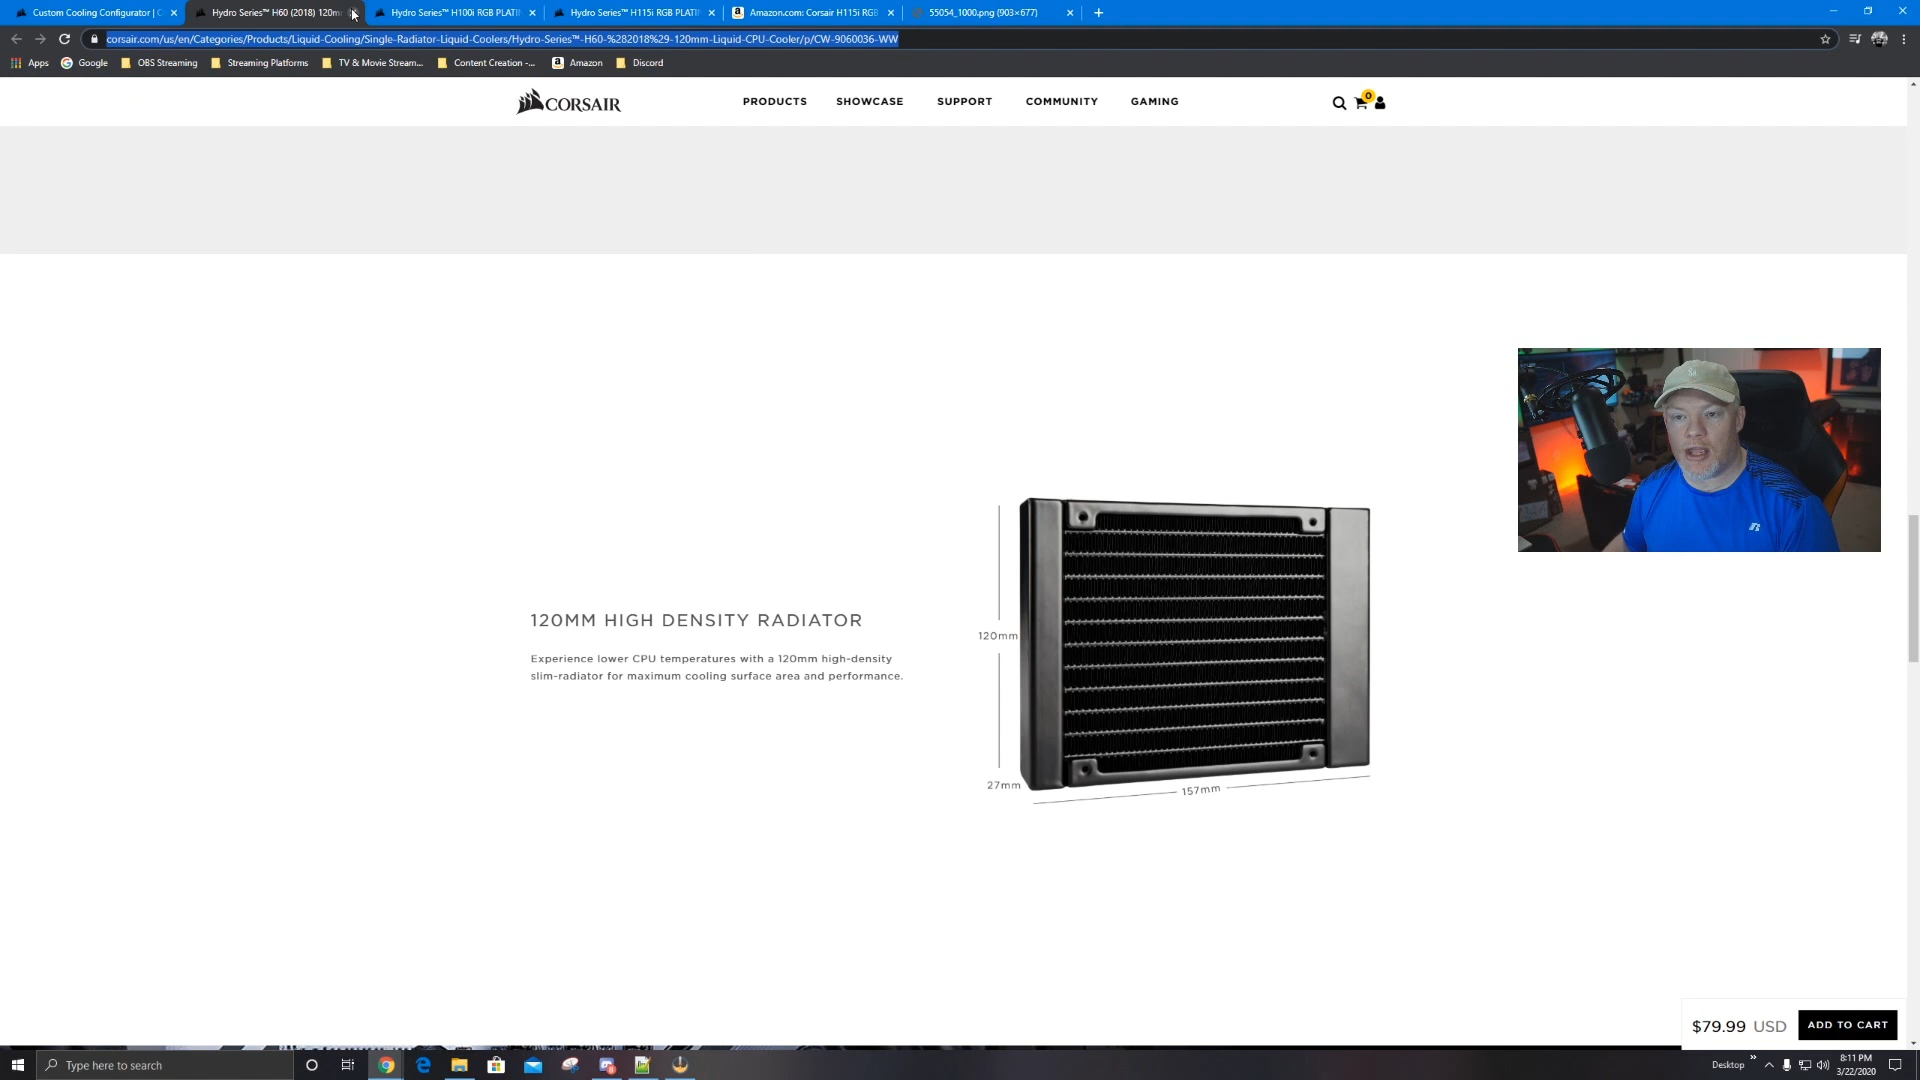 Custom Cooling Configurator | C
Hydro Series™ H60 (2018) 120m
Hydro Series™ H100i RGB PLATI
Hydro Series™ H115i RGB PLATI
Amazon.com: Corsair H115i RGB
55054_1000.png (903×677)
corsair.com/us/en/Categories/Products/Liquid-Cooling/Single-Radiator-Liquid-Coolers/Hydro-Series™-H60-%282018%29-120mm-Liquid-CPU-Cooler/p/CW-9060036-WW
Apps
Google
OBS Streaming
Streaming Platforms
TV & Movie Stream...
Content Creation -...
Amazon
Discord
CORSAIR
PRODUCTS
SHOWCASE
SUPPORT
COMMUNITY
GAMING
0
120MM HIGH DENSITY RADIATOR
Experience lower CPU temperatures with a 120mm high-density
slim-radiator for maximum cooling surface area and performance.
120mm
27mm
157mm
$79.99 USD
ADD TO CART
Type here to search
Desktop
8:11 PM
3/22/2020